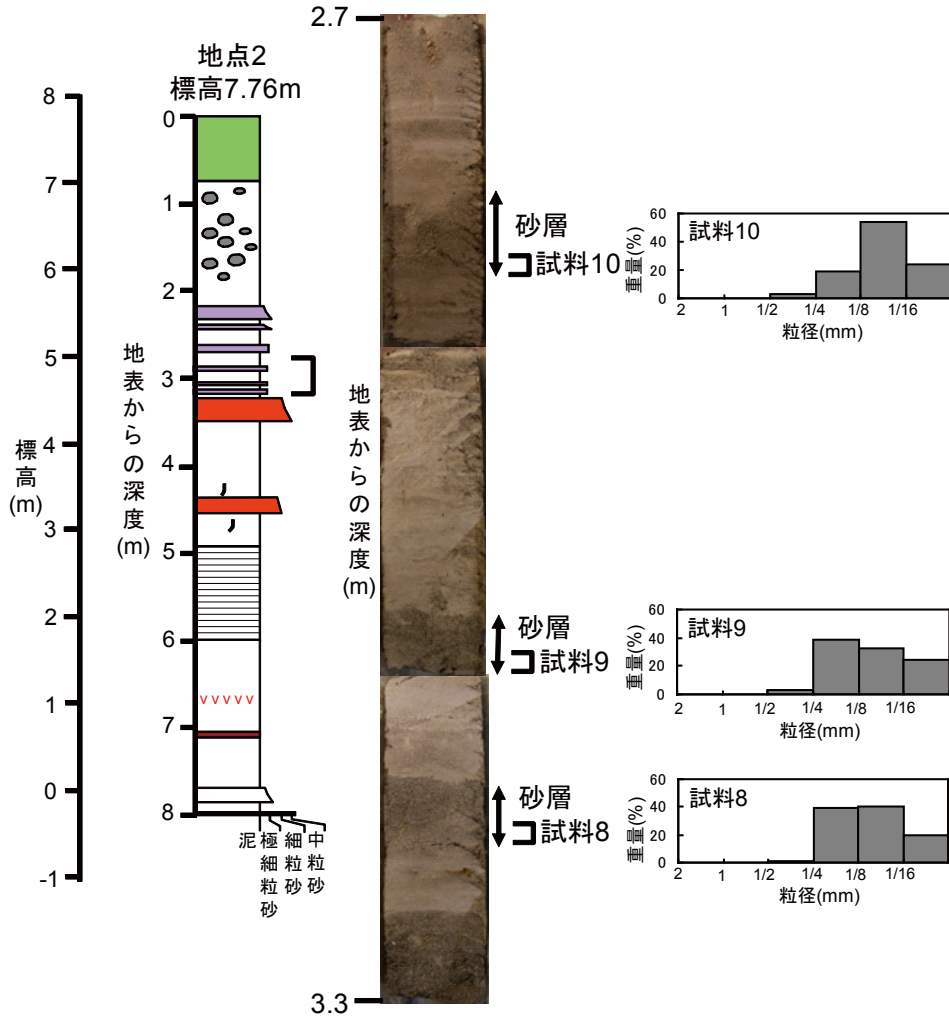 地点2
標高7.76m
8
7
6
5
4
3
2
1
0
-1
標高
(m)
0
1
2
3
4
5
6
7
8
地表からの深度
(m)
泥
極細粒砂
細粒砂
中粒砂
2.7
3.3
地表からの深度
(m)
砂層
試料10
砂層
試料9
砂層
試料8
試料10
重量(%)
60
40
20
0
2 1 1/2 1/4 1/8 1/16
粒径(mm)
試料9
重量(%)
60
40
20
0
2 1 1/2 1/4 1/8 1/16
粒径(mm)
試料8
重量(%)
60
40
20
0
2 1 1/2 1/4 1/8 1/16
粒径(mm)
v v v v v